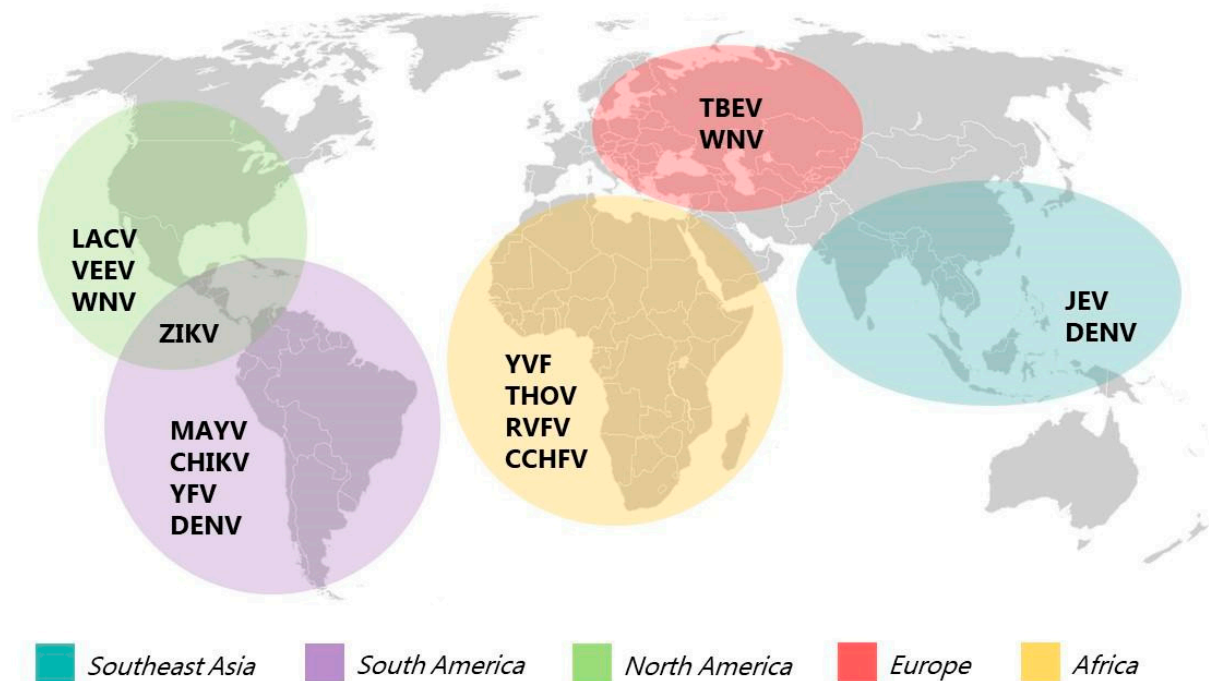 TBEV
WNV
LACV
VEEV
WNV
ZIKV
JEV
DENV
YVF
THOV
RVFV
CCHFV
MAYV
CHIKV
YFV
DENV
Southeast Asia
South America
North America
Europe
Africa